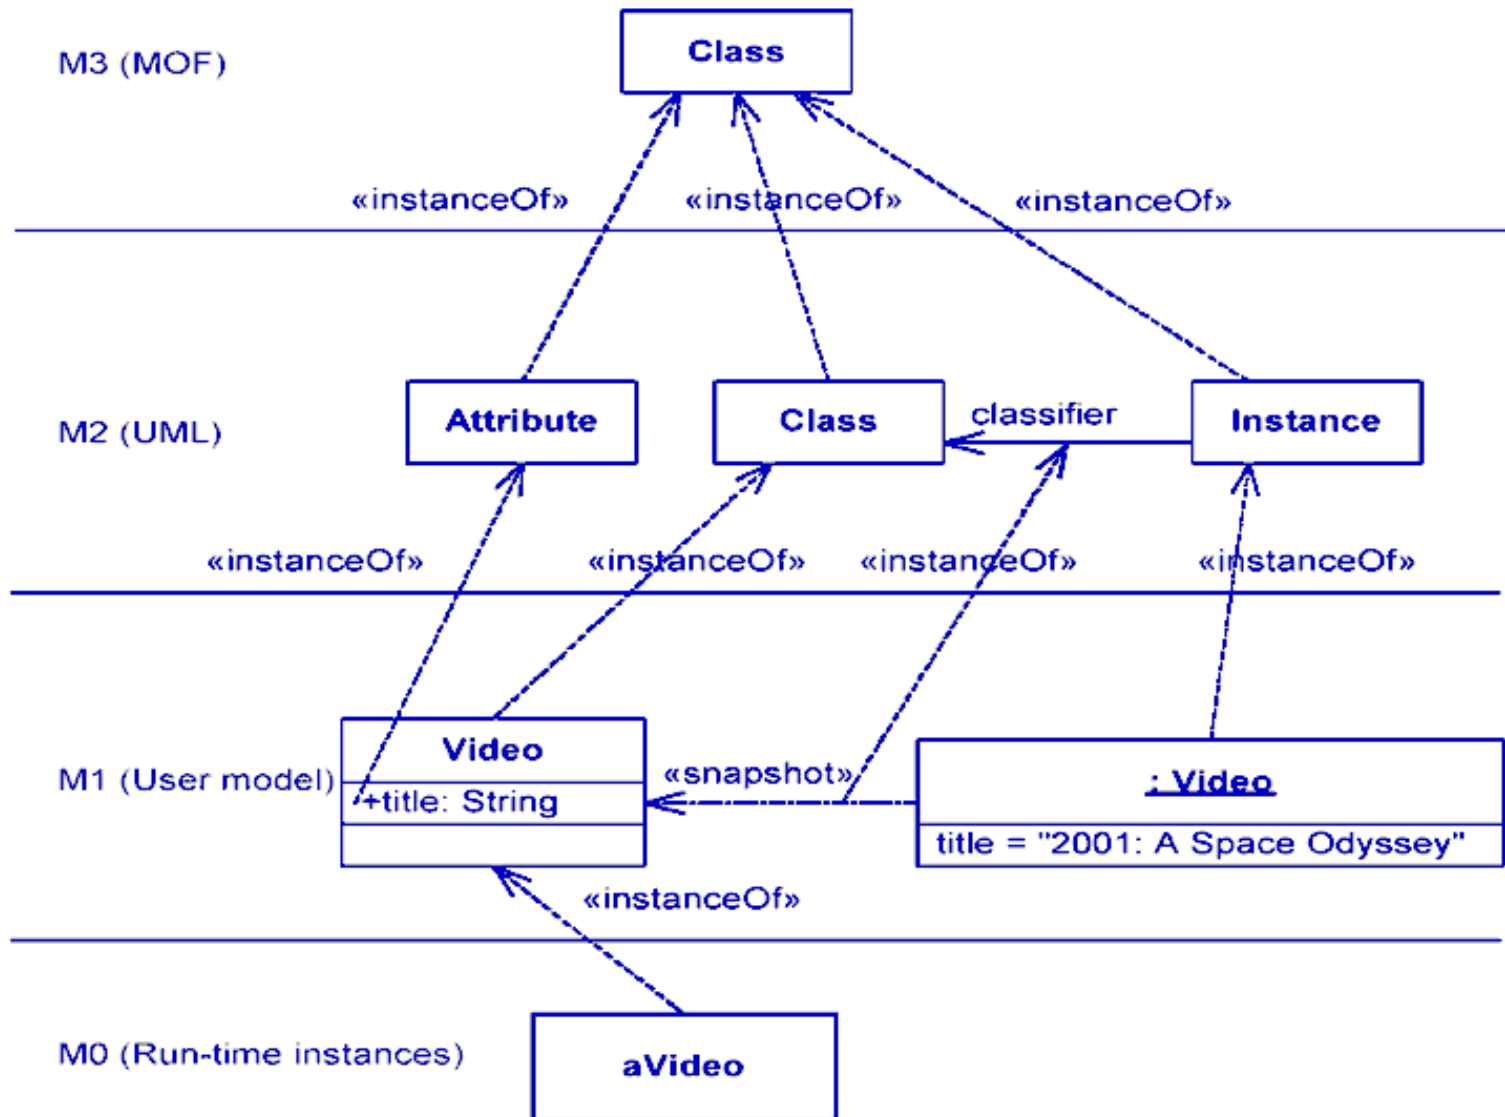 Class
M3 (MOF)
«instanceOf» «instanceOf» «instanceOf»
Attribute Class classifier Instance
M2 (UML)
«instanceOf» «instanceOf» «instanceOf» «instanceOf»
Video
M1 (User model) +title: String «snapshot» : Video
title = "2001: A Space Odyssey"
«instanceOf»
M0 (Run-time instances) aVideo